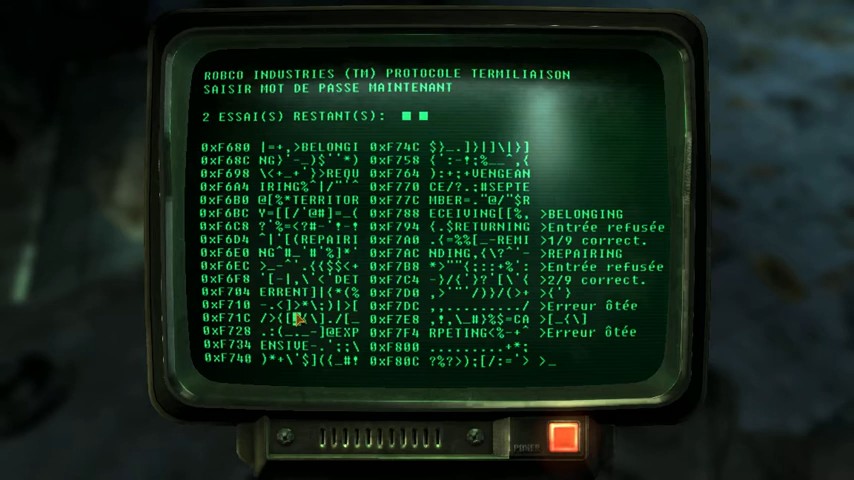 ROBCO INDUSTRIES (TM) PROTOCOLE TERMILIAISON
SAISIR MOT DE PASSE MAINTENANT
2 ESSAI(S) RESTANT(S): ■ ■
0xF680 |=+,>BELONGI 0xF74C $}_.]}|]\|}]
0xF68C NG)'-_)$'"*) 0xF758 {':-!:%__^,{
0xF698 \<+_+'}>REQU 0xF764 ):+;+VENGEAN
0xF6A4 IRING%^|/"¨^ 0xF770 CE/?.:#SEPTE
0xF6B0 @[%*TERRITOR 0xF77C MBER=."@/"$R
0xF6BC Y=[[/'@#]=_( 0xF788 ECEIVING[[%, >BELONGING
0xF6C8 ?'%=<?#-'!-! 0xF794 {.$RETURNING >Entrée refusée
0xF6D4 ^|'[(REPAIRI 0xF7A0 .{=%%[_-REMI >1/9 correct.
0xF6E0 NG^#_'#'%]*' 0xF7AC NDING,{\?^'- >REPAIRING
0xF6EC >_-^'.{{$$<+ 0xF7B8 *>"¨{:::+%': >Entrée refusée
0xF6F8 '[-|,\'<'DET 0xF7C4 -}/{'}?'[\'{ >2/9 correct.
0xF704 ERRENT]|{*(% 0xF7D0 ,>¨"/)}/(>+ >{'}
0xF710 -.<]>*\;)|>[ 0xF7DC ,,........./ >Erreur ôtée
0xF71C />{[ {\]./[_ 0xF7E8 ,!,\_#}%$=CA >[_{\]
0xF728 .:(_._-]@EXP 0xF7F4 RPETING%-+^ >Erreur ôtée
0xF734 ENSIVE-.':;\ 0xF800 .........+*;
0xF740 )*+\'$]({_#! 0xF80C ?%?>);[/:='> >_
POWER